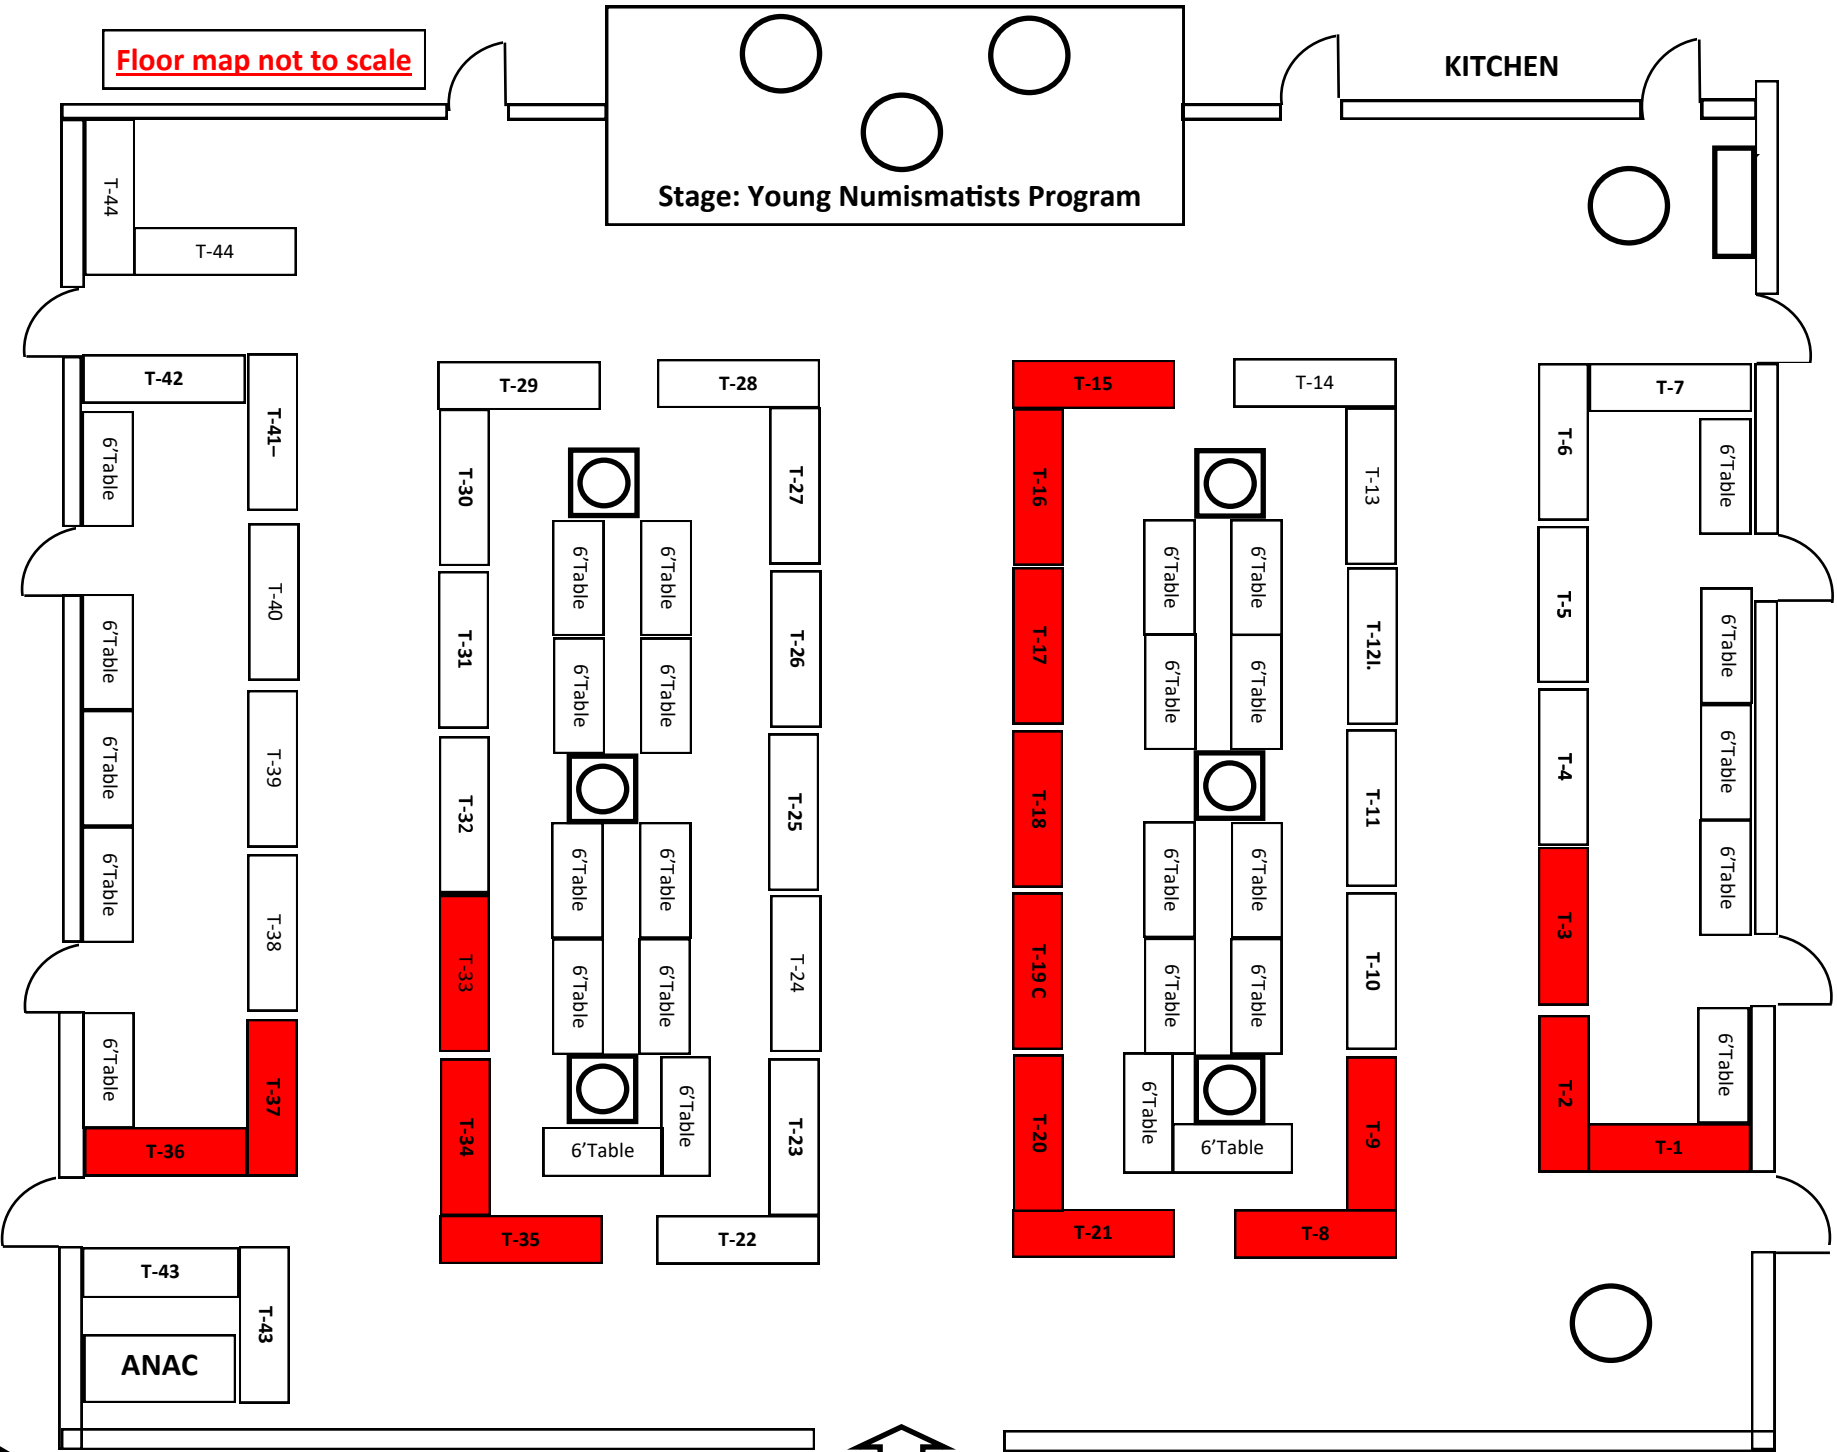 Floor map not to scale
KITCHEN
Stage: Young Numismatists Program
T-44
T-44
T-42
T-41–
6'Table
T-40
6'Table
T-39
6'Table
T-38
6'Table
6'Table
T-37
T-36
T-43
T-43
ANAC
T-29
T-28
T-30
T-27
6'Table
6'Table
T-31
T-26
6'Table
6'Table
T-32
T-25
6'Table
6'Table
T-33
T-24
6'Table
6'Table
T-34
T-23
6'Table
6'Table
T-35
T-22
T-15
T-14
T-16
T-13
6'Table
6'Table
T-17
T-12I.
6'Table
6'Table
T-18
T-11
6'Table
6'Table
T-19 C
T-10
6'Table
6'Table
T-20
T-9
6'Table
6'Table
T-21
T-8
T-7
T-6
6'Table
T-5
6'Table
T-4
6'Table
6'Table
T-3
6'Table
T-2
T-1